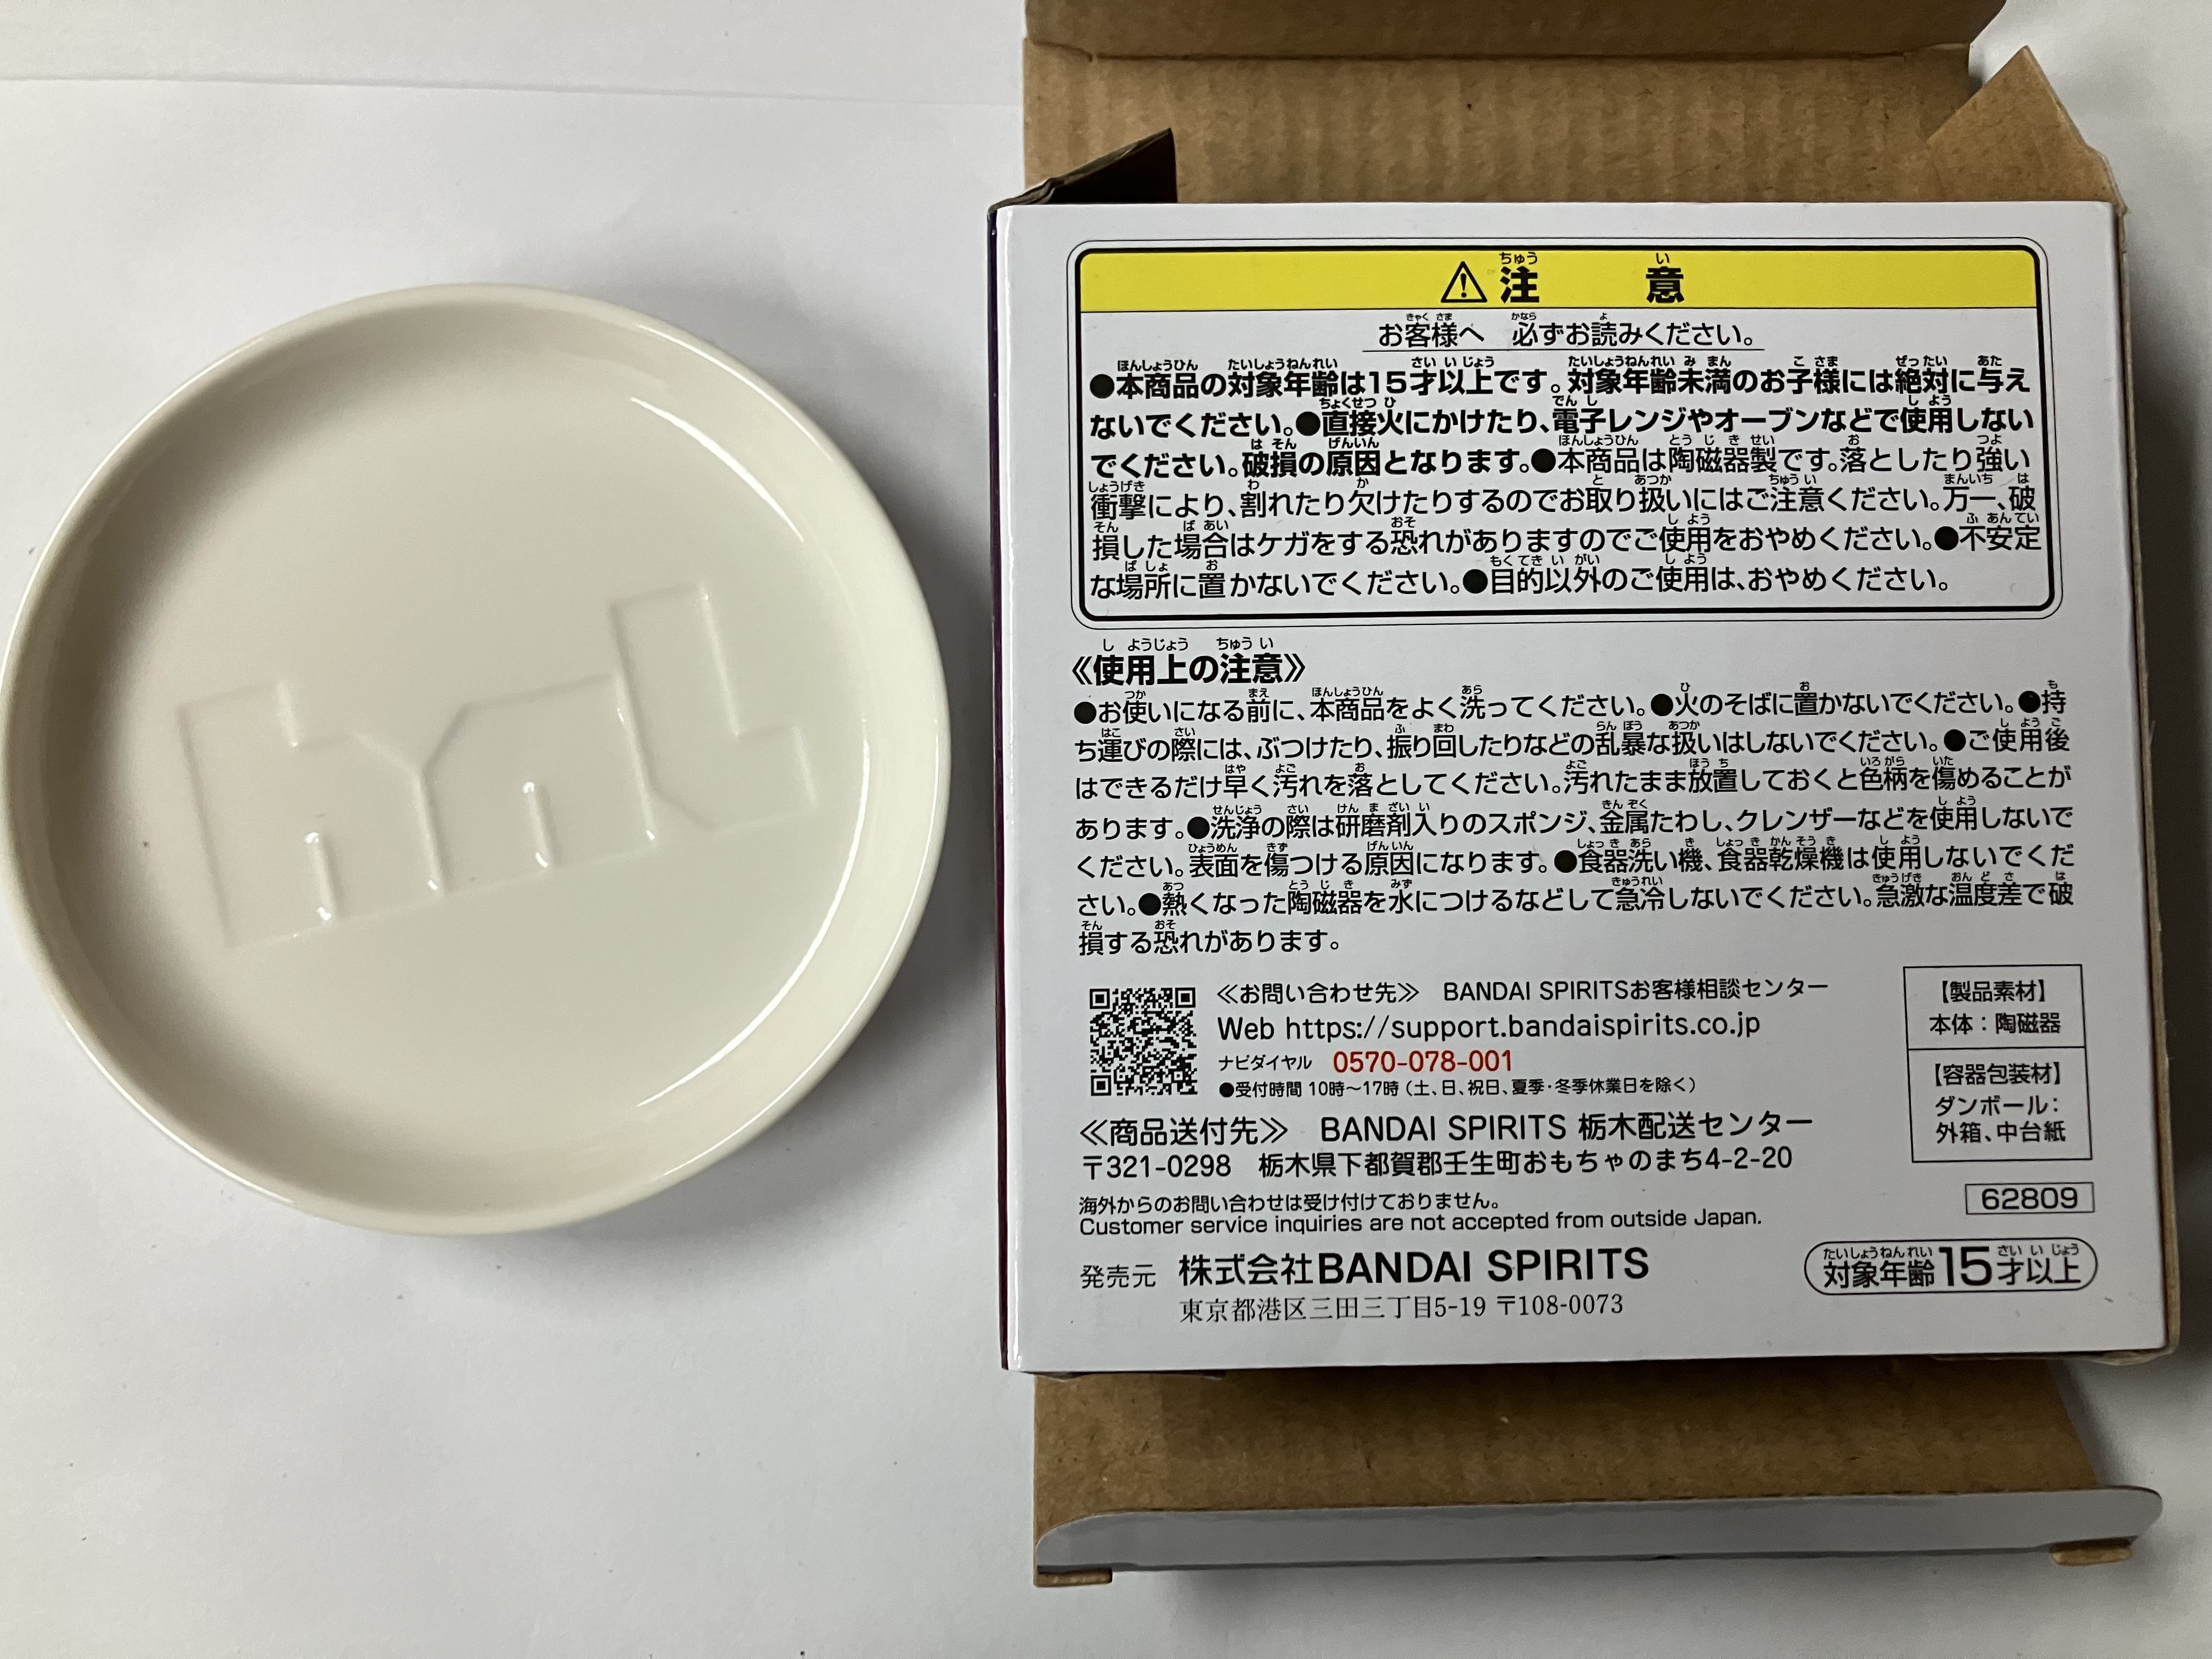 hnt
⚠注 意
お客様へ 必ずお読みください。
●本商品の対象年齢は15才以上です。対象年齢未満のお子様には絶対に与え
ないでください。●直接火にかけたり、電子レンジやオーブンなどで使用しない
でください。破損の原因となります。●本商品は陶磁器製です。落としたり強い
衝撃により、割れたり欠けたりするのでお取り扱いにはご注意ください。万一、破
損した場合はケガをする恐れがありますのでご使用をおやめください。●不安定
な場所に置かないでください。●目的以外のご使用は、おやめください。
《使用上の注意》
●お使いになる前に、本商品をよく洗ってください。●火のそばに置かないでください。●持
ち運びの際には、ぶつけたり、振り回したりなどの乱暴な扱いはしないでください。●ご使用後
はできるだけ早く汚れを落としてください。汚れたまま放置しておくと色柄を傷めることが
あります。●洗浄の際は研磨剤入りのスポンジ、金属たわし、クレンザーなどを使用しないで
ください。表面を傷つける原因になります。●食器洗い機、食器乾燥機は使用しないでくだ
さい。●熱くなった陶磁器を水につけるなどして急冷しないでください。急激な温度差で破
損する恐れがあります。
≪お問い合わせ先≫ BANDAI SPIRITSお客様相談センター
Web https://support.bandaispirits.co.jp
ナビダイヤル 0570-078-001
●受付時間 10時～17時（土、日、祝日、夏季・冬季休業日を除く）
≪商品送付先≫ BANDAI SPIRITS 栃木配送センター
〒321-0298 栃木県下都賀郡壬生町おもちゃのまち4-2-20
海外からのお問い合わせは受け付けておりません。
Customer service inquiries are not accepted from outside Japan.
発売元 株式会社BANDAI SPIRITS
東京都港区三田三丁目5-19 〒108-0073
【製品素材】
本体：陶磁器
【容器包装材】
ダンボール：
外箱、中台紙
62809
対象年齢15才以上